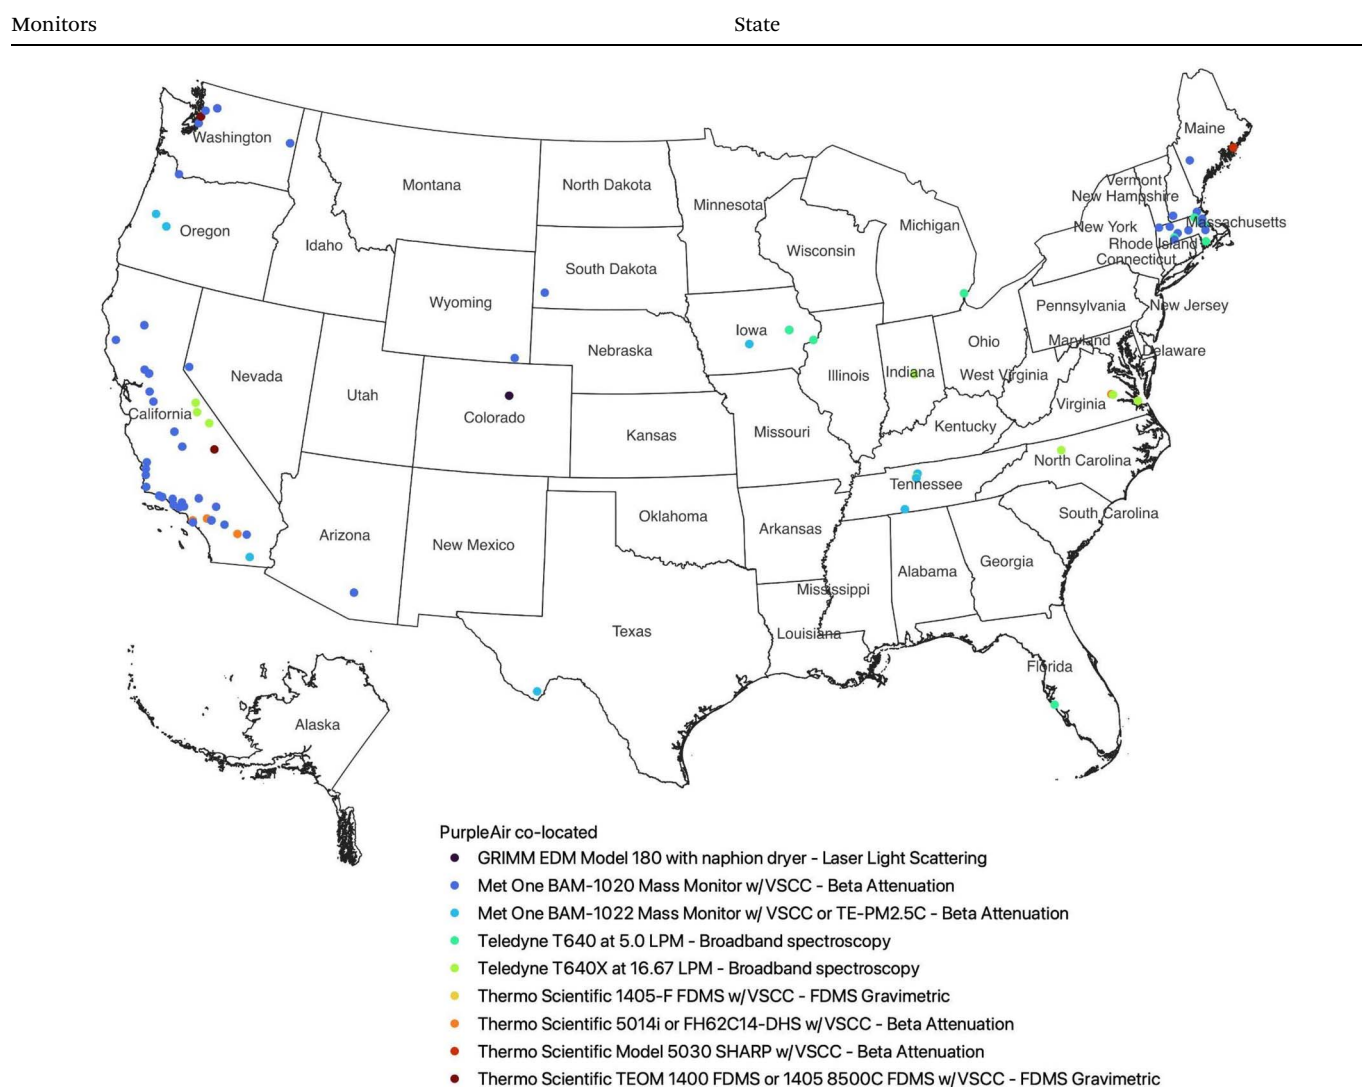 Monitors State
Maine
Washington
Vermont
Montana
North Dakota
New Hampshire
Minnesota
Massachusetts
Michigan
New York
Oregon
Idaho
Rhode Island
Wisconsin
Connecticut
South Dakota
Wyoming
Pennsylvania
New Jersey
Iowa
Ohio
Maryland
Nebraska
Delaware
Nevada
Illinois
Indiana
West Virginia
Utah
Colorado
California
Virginia
Kentucky
Missouri
Kansas
North Carolina
Tennessee
South Carolina
Oklahoma
Arkansas
Arizona
New Mexico
Georgia
Alabama
Mississippi
Texas
Louisiana
Florida
Alaska
PurpleAir co-located
GRIMM EDM Model 180 with naphion dryer - Laser Light Scattering
Met One BAM-1020 Mass Monitor w/VSCC - Beta Attenuation
Met One BAM-1022 Mass Monitor w/ VSCC or TE-PM2.5C - Beta Attenuation
Teledyne T640 at 5.0 LPM - Broadband spectroscopy
Teledyne T640X at 16.67 LPM - Broadband spectroscopy
Thermo Scientific 1405-F FDMS w/VSCC - FDMS Gravimetric
Thermo Scientific 5014i or FH62C14-DHS w/VSCC - Beta Attenuation
Thermo Scientific Model 5030 SHARP w/VSCC - Beta Attenuation
Thermo Scientific TEOM 1400 FDMS or 1405 8500C FDMS w/VSCC - FDMS Gravimetric